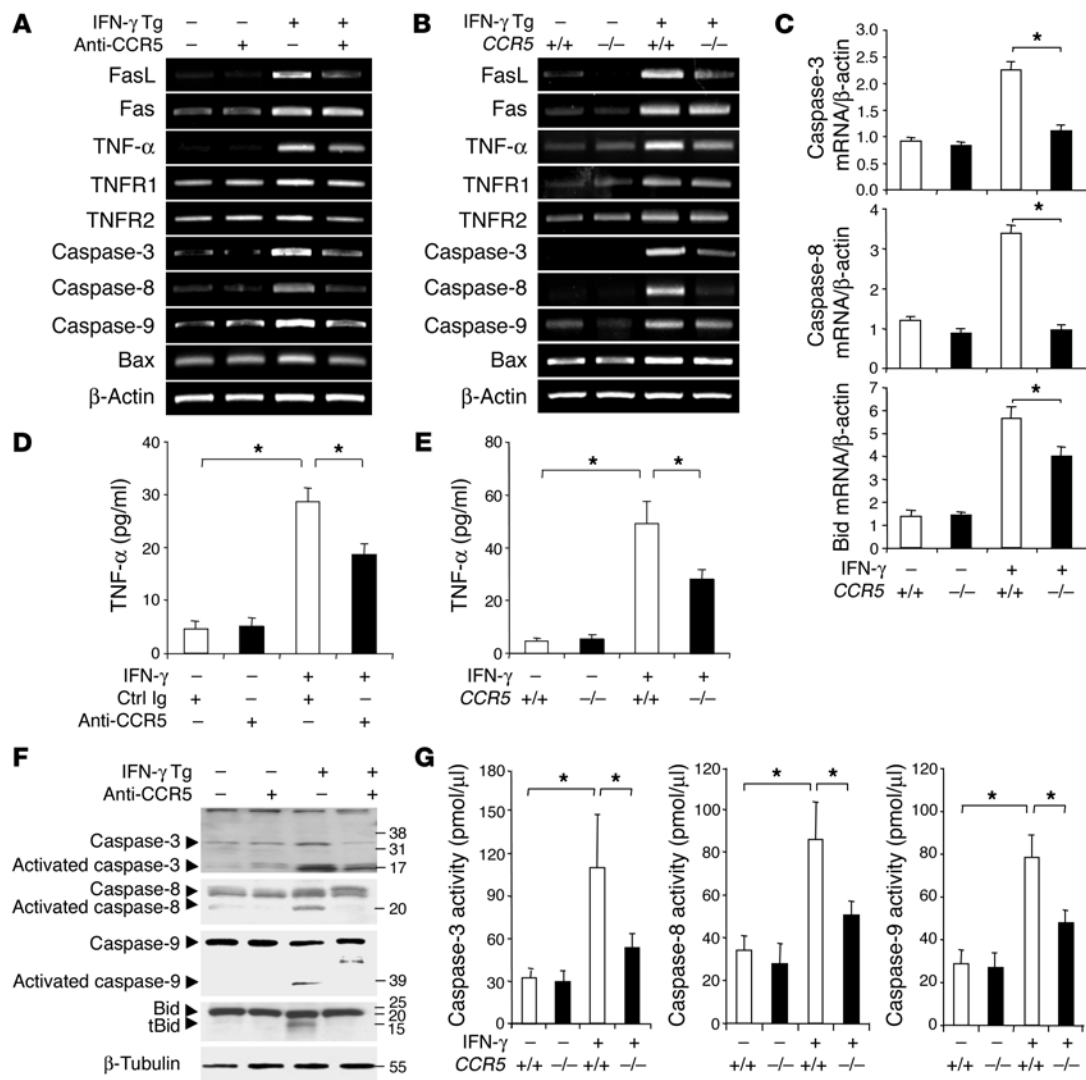 A
IFN-γ Tg – – + +
Anti-CCR5 – + – +
FasL
Fas
TNF-α
TNFR1
TNFR2
Caspase-3
Caspase-8
Caspase-9
Bax
β-Actin
B
IFN-γ Tg – – + +
CCR5 +/+ –/– +/+ –/–
FasL
Fas
TNF-α
TNFR1
TNFR2
Caspase-3
Caspase-8
Caspase-9
Bax
β-Actin
C
Caspase-3
mRNA/β-actin
3.0
2.5
2.0
1.5
1.0
0.5
0.0
*
Caspase-8
mRNA/β-actin
4
3
2
1
0
*
Bid mRNA/β-actin
7
6
5
4
3
2
1
0
*
IFN-γ – – + +
CCR5 +/+ –/– +/+ –/–
D
TNF-α (pg/ml)
40
30
20
10
0
* *
IFN-γ – – + +
Ctrl Ig + – + –
Anti-CCR5 – + – +
E
TNF-α (pg/ml)
80
60
40
20
0
* *
IFN-γ – – + +
CCR5 +/+ –/– +/+ –/–
F
IFN-γ Tg – – + +
Anti-CCR5 – + – +
Caspase-3
38
31
Activated caspase-3
17
Caspase-8
Activated caspase-8
20
Caspase-9
Activated caspase-9
39
Bid
25
20
tBid
15
β-Tubulin
55
G
Caspase-3 activity (pmol/μl)
180
150
120
90
60
30
0
* *
IFN-γ – – + +
CCR5 +/+ –/– +/+ –/–
Caspase-8 activity (pmol/μl)
120
100
80
60
40
20
0
* *
– – + +
+/+ –/– +/+ –/–
Caspase-9 activity (pmol/μl)
120
100
80
60
40
20
0
* *
– – + +
+/+ –/– +/+ –/–